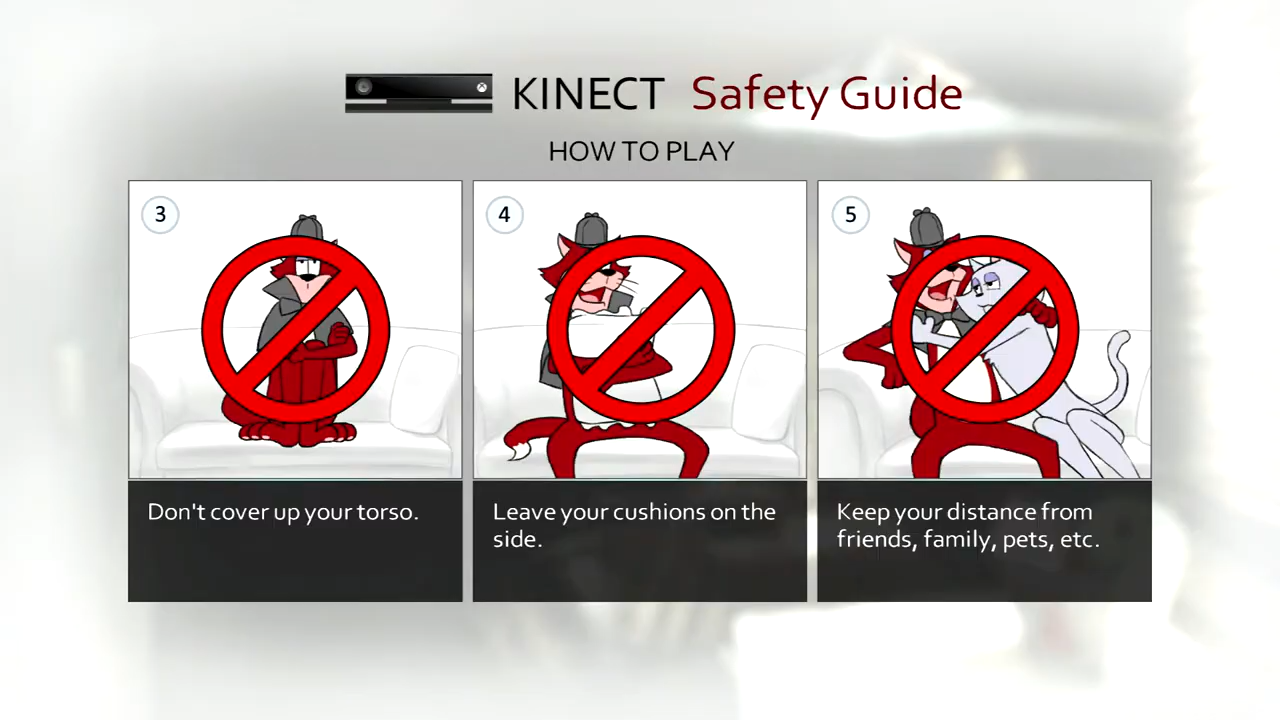 KINECT Safety Guide
HOW TO PLAY
3
4
5
Don't cover up your torso.
Leave your cushions on the
side.
Keep your distance from
friends, family, pets, etc.